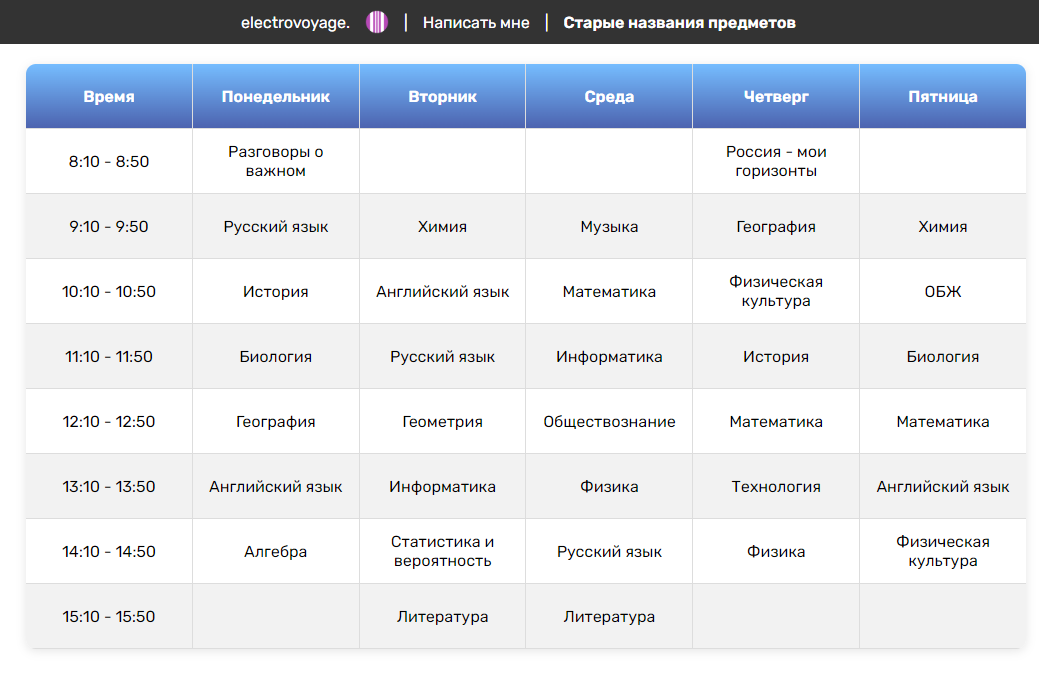 electrovoyage. | Написать мне | Старые названия предметов
Время Понедельник Вторник Среда Четверг Пятница
8:10 - 8:50 Разговоры о важном Россия - мои горизонты
9:10 - 9:50 Русский язык Химия Музыка География Химия
10:10 - 10:50 История Английский язык Математика Физическая культура ОБЖ
11:10 - 11:50 Биология Русский язык Информатика История Биология
12:10 - 12:50 География Геометрия Обществознание Математика Математика
13:10 - 13:50 Английский язык Информатика Физика Технология Английский язык
14:10 - 14:50 Алгебра Статистика и вероятность Русский язык Физика Физическая культура
15:10 - 15:50 Литература Литература